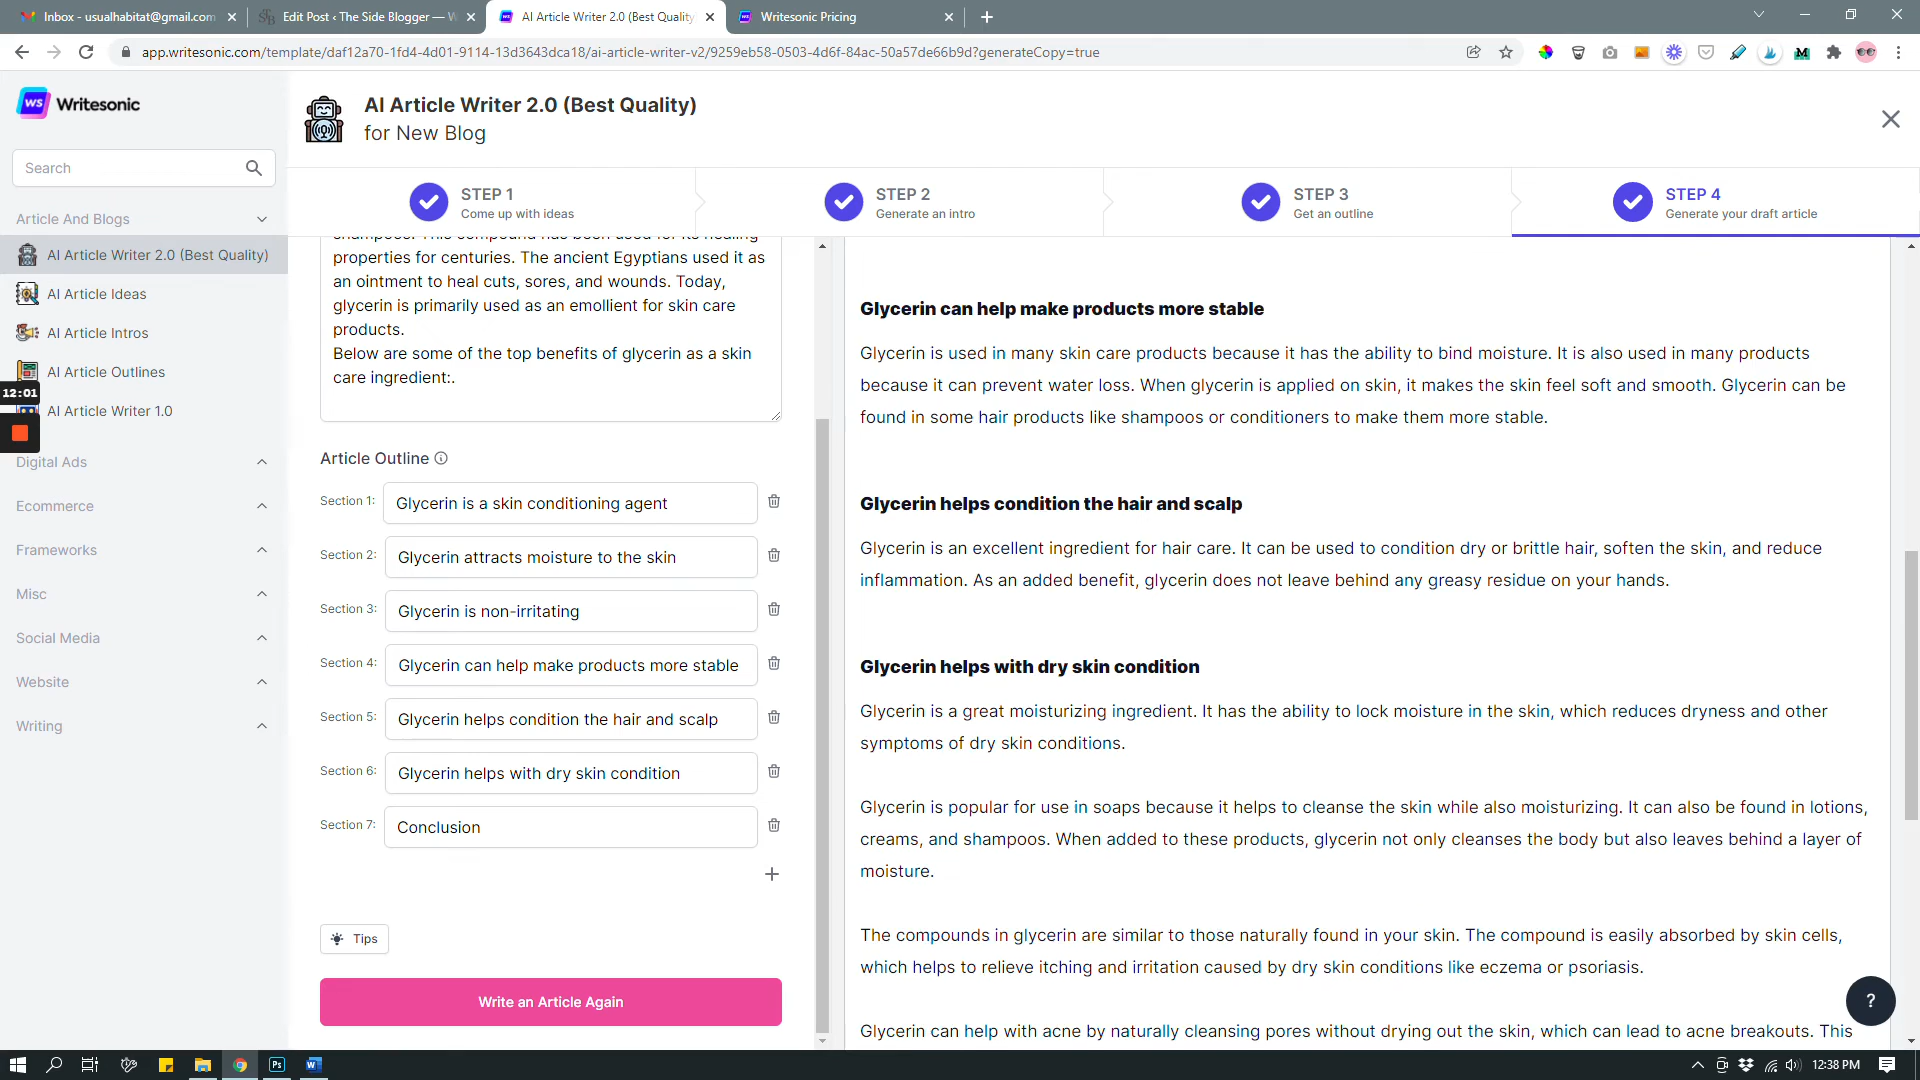 Inbox - usualhabitat@gmail.com
Edit Post ‹ The Side Blogger —
AI Article Writer 2.0 (Best Quality)
Writesonic Pricing
app.writesonic.com/template/daf12a70-1fd4-4d01-9114-13d3643dca18/ai-article-writer-v2/9259eb58-0503-4d6f-84ac-50a57de66b9d?generateCopy=true
WS Writesonic
AI Article Writer 2.0 (Best Quality)
for New Blog
Search
STEP 1
Come up with ideas
STEP 2
Generate an intro
STEP 3
Get an outline
STEP 4
Generate your draft article
Article And Blogs
AI Article Writer 2.0 (Best Quality)
AI Article Ideas
AI Article Intros
AI Article Outlines
12:01
AI Article Writer 1.0
Digital Ads
Ecommerce
Frameworks
Misc
Social Media
Website
Writing
shampoos. This compound has been used for its healing
properties for centuries. The ancient Egyptians used it as
an ointment to heal cuts, sores, and wounds. Today,
glycerin is primarily used as an emollient for skin care
products.
Below are some of the top benefits of glycerin as a skin
care ingredient:.
Article Outline
Section 1: Glycerin is a skin conditioning agent
Section 2: Glycerin attracts moisture to the skin
Section 3: Glycerin is non-irritating
Section 4: Glycerin can help make products more stable
Section 5: Glycerin helps condition the hair and scalp
Section 6: Glycerin helps with dry skin condition
Section 7: Conclusion
Tips
Write an Article Again
Glycerin can help make products more stable
Glycerin is used in many skin care products because it has the ability to bind moisture. It is also used in many products
because it can prevent water loss. When glycerin is applied on skin, it makes the skin feel soft and smooth. Glycerin can be
found in some hair products like shampoos or conditioners to make them more stable.
Glycerin helps condition the hair and scalp
Glycerin is an excellent ingredient for hair care. It can be used to condition dry or brittle hair, soften the skin, and reduce
inflammation. As an added benefit, glycerin does not leave behind any greasy residue on your hands.
Glycerin helps with dry skin condition
Glycerin is a great moisturizing ingredient. It has the ability to lock moisture in the skin, which reduces dryness and other
symptoms of dry skin conditions.
Glycerin is popular for use in soaps because it helps to cleanse the skin while also moisturizing. It can also be found in lotions,
creams, and shampoos. When added to these products, glycerin not only cleanses the body but also leaves behind a layer of
moisture.
The compounds in glycerin are similar to those naturally found in your skin. The compound is easily absorbed by skin cells,
which helps to relieve itching and irritation caused by dry skin conditions like eczema or psoriasis.
Glycerin can help with acne by naturally cleansing pores without drying out the skin, which can lead to acne breakouts. This
?
Ps
12:38 PM